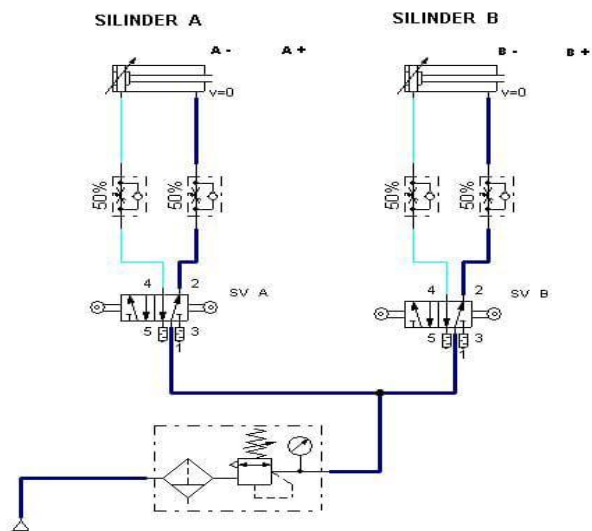 SILINDER A
SILINDER B
A - A +
B - B +
v=0
v=0
50%
50%
50%
50%
4 2
SV A
5 3
1
4 2
SV B
5 3
1